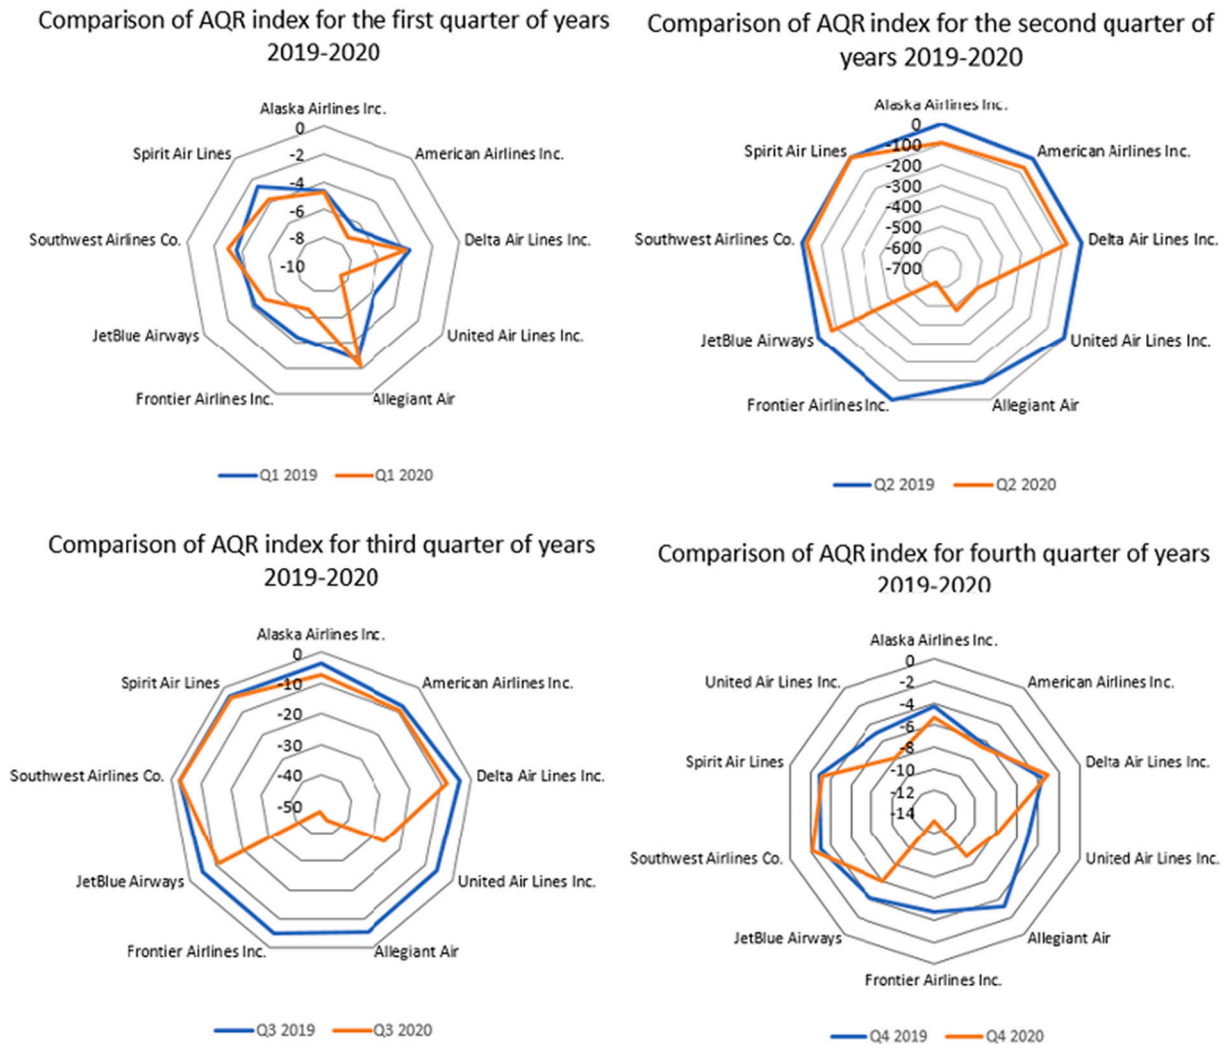 Comparison of AQR index for the first quarter of years
2019-2020
Alaska Airlines Inc.
0
Spirit Air Lines
American Airlines Inc.
-2
-4
-6
Southwest Airlines Co.
Delta Air Lines Inc.
-8
-10
JetBlue Airways
United Air Lines Inc.
Frontier Airlines Inc.
Allegiant Air
Q1 2019 Q1 2020
Comparison of AQR index for the second quarter of
years 2019-2020
Alaska Airlines Inc.
0
-100
Spirit Air Lines
American Airlines Inc.
-200
-300
-400
Southwest Airlines Co.
Delta Air Lines Inc.
-500
-600
-700
JetBlue Airways
United Air Lines Inc.
Frontier Airlines Inc.
Allegiant Air
Q2 2019 Q2 2020
Comparison of AQR index for third quarter of years
2019-2020
Alaska Airlines Inc.
0
Spirit Air Lines
American Airlines Inc.
-10
-20
-30
Southwest Airlines Co.
Delta Air Lines Inc.
-40
-50
JetBlue Airways
United Air Lines Inc.
Frontier Airlines Inc.
Allegiant Air
Q3 2019 Q3 2020
Comparison of AQR index for fourth quarter of years
2019-2020
Alaska Airlines Inc.
0
United Air Lines Inc.
American Airlines Inc.
-2
-4
-6
-8
Spirit Air Lines
Delta Air Lines Inc.
-10
-12
-14
Southwest Airlines Co.
United Air Lines Inc.
JetBlue Airways
Allegiant Air
Frontier Airlines Inc.
Q4 2019 Q4 2020